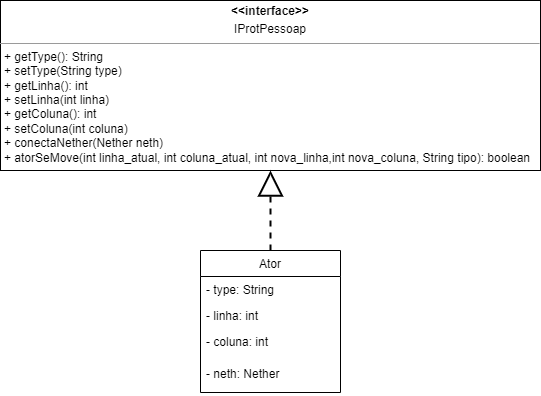 <<interface>>
IProtPessoap
+ getType(): String
+ setType(String type)
+ getLinha(): int
+ setLinha(int linha)
+ getColuna(): int
+ setColuna(int coluna)
+ conectaNether(Nether neth)
+ atorSeMove(int linha_atual, int coluna_atual, int nova_linha,int nova_coluna, String tipo): boolean
Ator
- type: String
- linha: int
- coluna: int
- neth: Nether